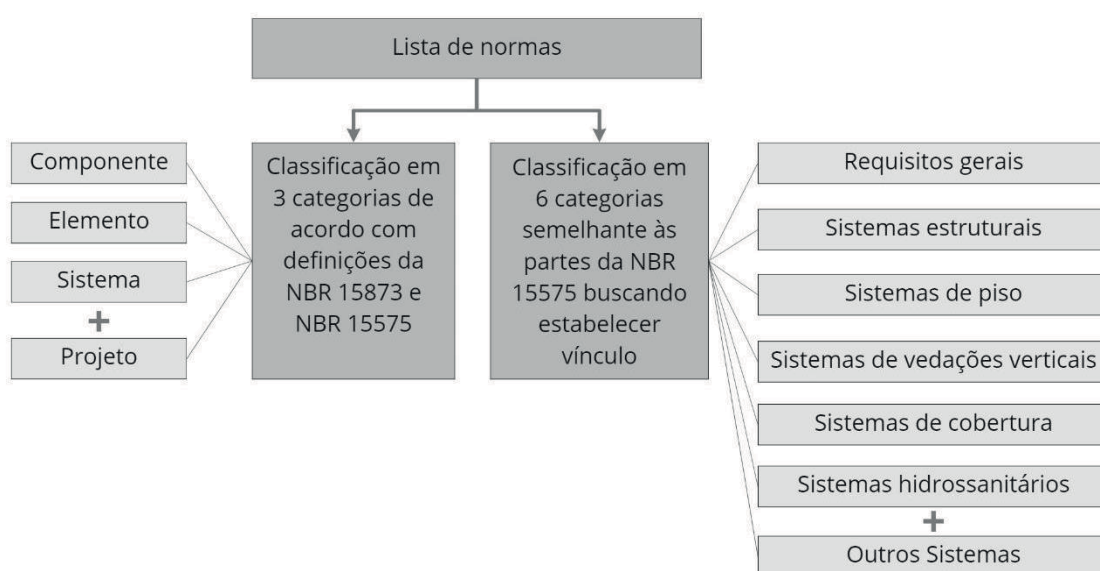 Lista de normas
Componente
Elemento
Sistema
+
Projeto
Classificação em
3 categorias de
acordo com
definições da
NBR 15873 e
NBR 15575
Classificação em
6 categorias
semelhante às
partes da NBR
15575 buscando
estabelecer
vínculo
Requisitos gerais
Sistemas estruturais
Sistemas de piso
Sistemas de vedações verticais
Sistemas de cobertura
Sistemas hidrossanitários
+
Outros Sistemas